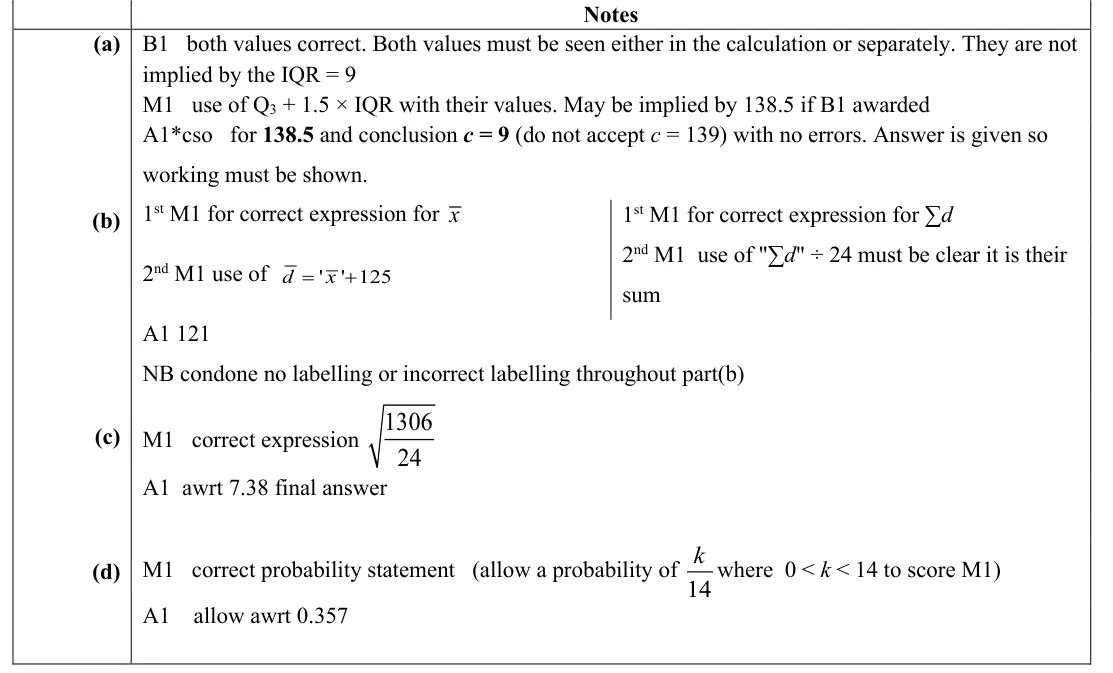 Notes
(a) B1 both values correct. Both values must be seen either in the calculation or separately. They are not
implied by the IQR = 9
M1 use of Q₃ + 1.5 × IQR with their values. May be implied by 138.5 if B1 awarded
A1*cso for 138.5 and conclusion c = 9 (do not accept c = 139) with no errors. Answer is given so
working must be shown.
(b) 1st M1 for correct expression for x̅
2nd M1 use of d̅ = 'x̅'+125
1st M1 for correct expression for ∑d
2nd M1 use of "∑d" ÷ 24 must be clear it is their
sum
A1 121
NB condone no labelling or incorrect labelling throughout part(b)
(c) M1 correct expression √(1306/24)
A1 awrt 7.38 final answer
(d) M1 correct probability statement (allow a probability of k/14 where 0 < k < 14 to score M1)
A1 allow awrt 0.357